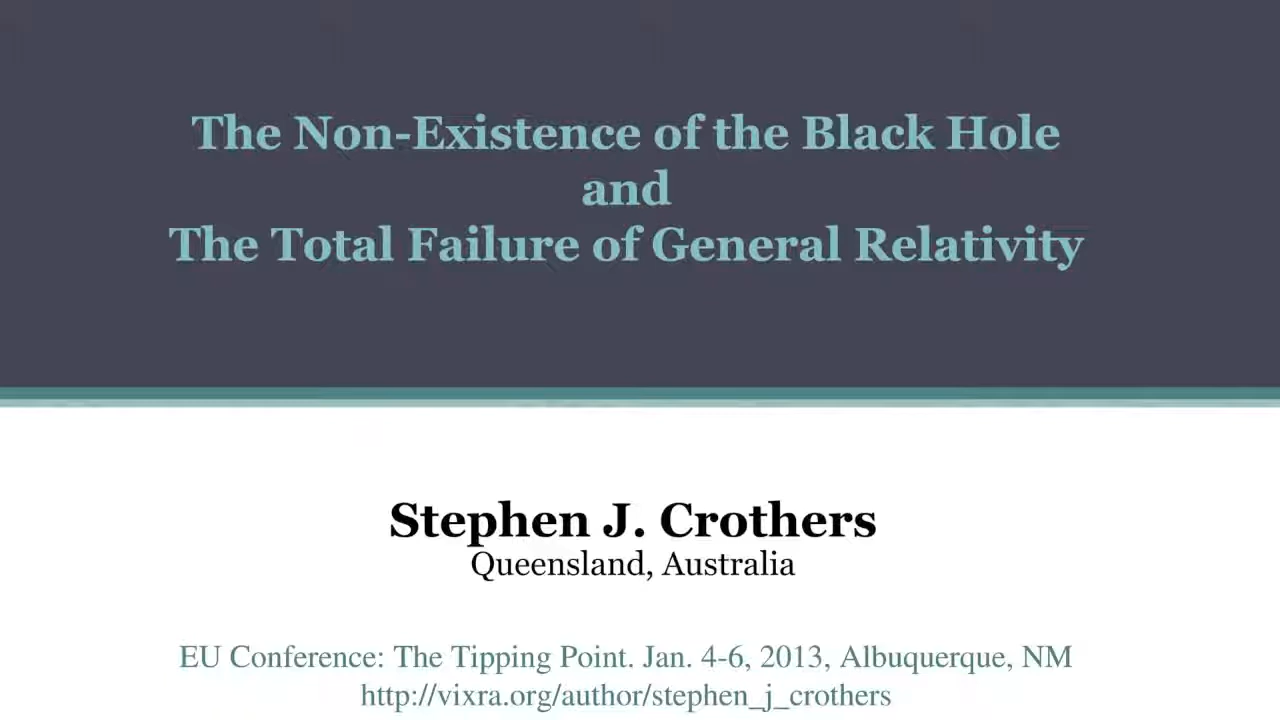 The Non-Existence of the Black Hole
and
The Total Failure of General Relativity
Stephen J. Crothers
Queensland, Australia
EU Conference: The Tipping Point. Jan. 4-6, 2013, Albuquerque, NM
http://vixra.org/author/stephen_j_crothers